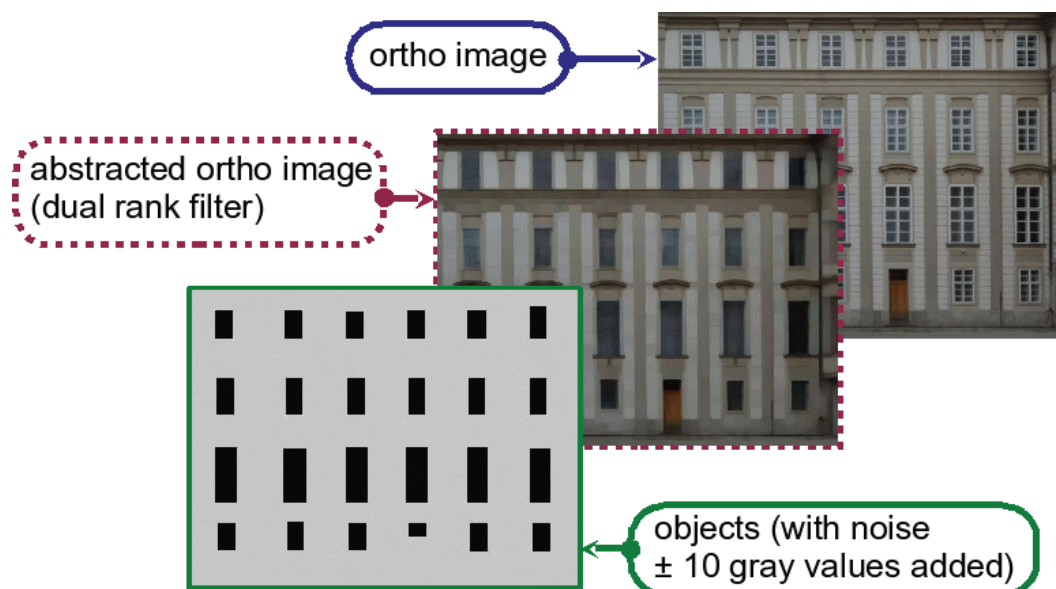 ortho image
abstracted ortho image
(dual rank filter)
objects (with noise
± 10 gray values added)